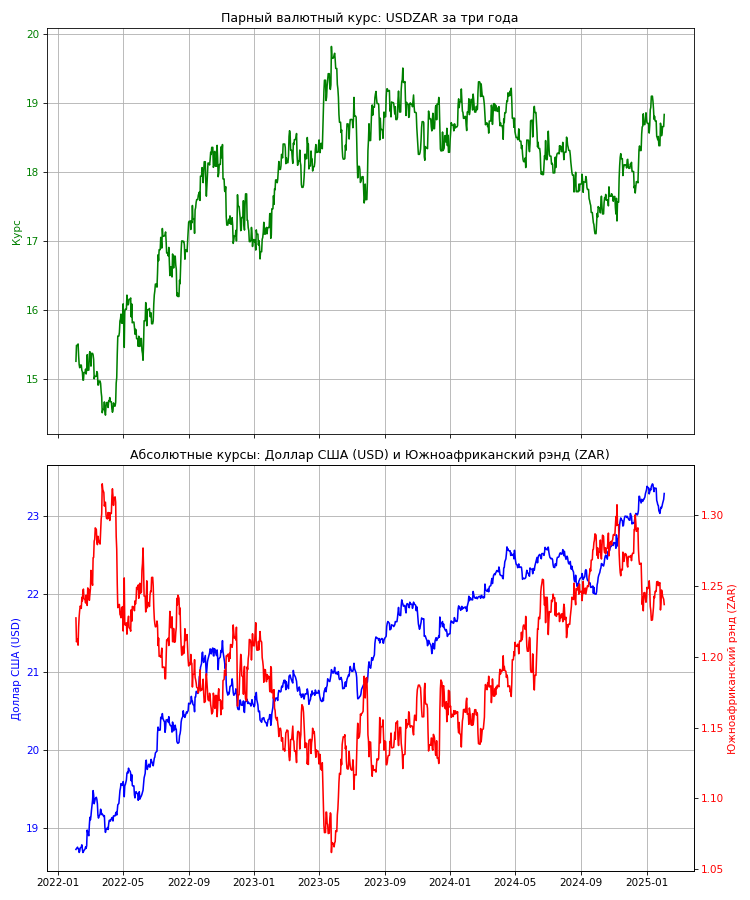 Парный валютный курс: USDZAR за три года
20
19
18
17
16
15
Курс
Абсолютные курсы: Доллар США (USD) и Южноафриканский рэнд (ZAR)
23
22
21
20
19
Доллар США (USD)
1.30
1.25
1.20
1.15
1.10
1.05
Южноафриканский рэнд (ZAR)
2022-01 2022-05 2022-09 2023-01 2023-05 2023-09 2024-01 2024-05 2024-09 2025-01